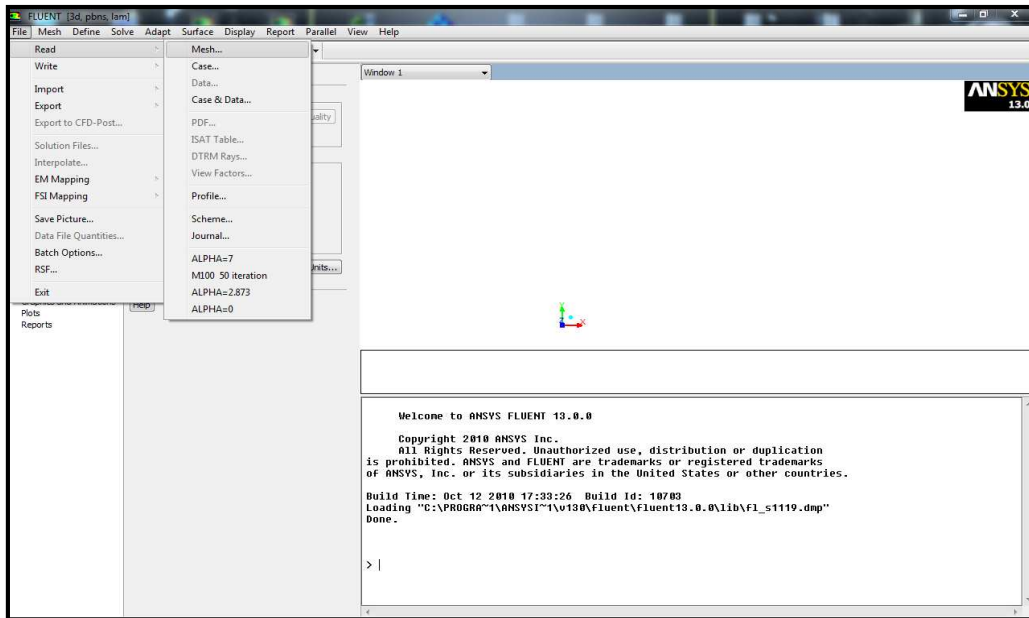 FLUENT [3d, pbns, lam]
File Mesh Define Solve Adapt Surface Display Report Parallel View Help
Read
Write
Import
Export
Export to CFD-Post...
Solution Files...
Interpolate...
EM Mapping
FSI Mapping
Save Picture...
Data File Quantities...
Batch Options...
RSF...
Exit
Mesh...
Case...
Data...
Case & Data...
PDF...
ISAT Table...
DTRM Rays...
View Factors...
Profile...
Scheme...
Journal...
ALPHA=7
M100 50 iteration
ALPHA=2.873
ALPHA=0
Plots
Reports
Help
Window 1
ANSYS
13.0
Y
Z
X
Welcome to ANSYS FLUENT 13.0.0
Copyright 2010 ANSYS Inc.
All Rights Reserved. Unauthorized use, distribution or duplication
is prohibited. ANSYS and FLUENT are trademarks or registered trademarks
of ANSYS, Inc. or its subsidiaries in the United States or other countries.
Build Time: Oct 12 2010 17:33:26 Build Id: 10703
Loading "C:\PROGRA~1\ANSYSI~1\v130\fluent\fluent13.0.0\lib\fl_s1119.dmp"
Done.
>